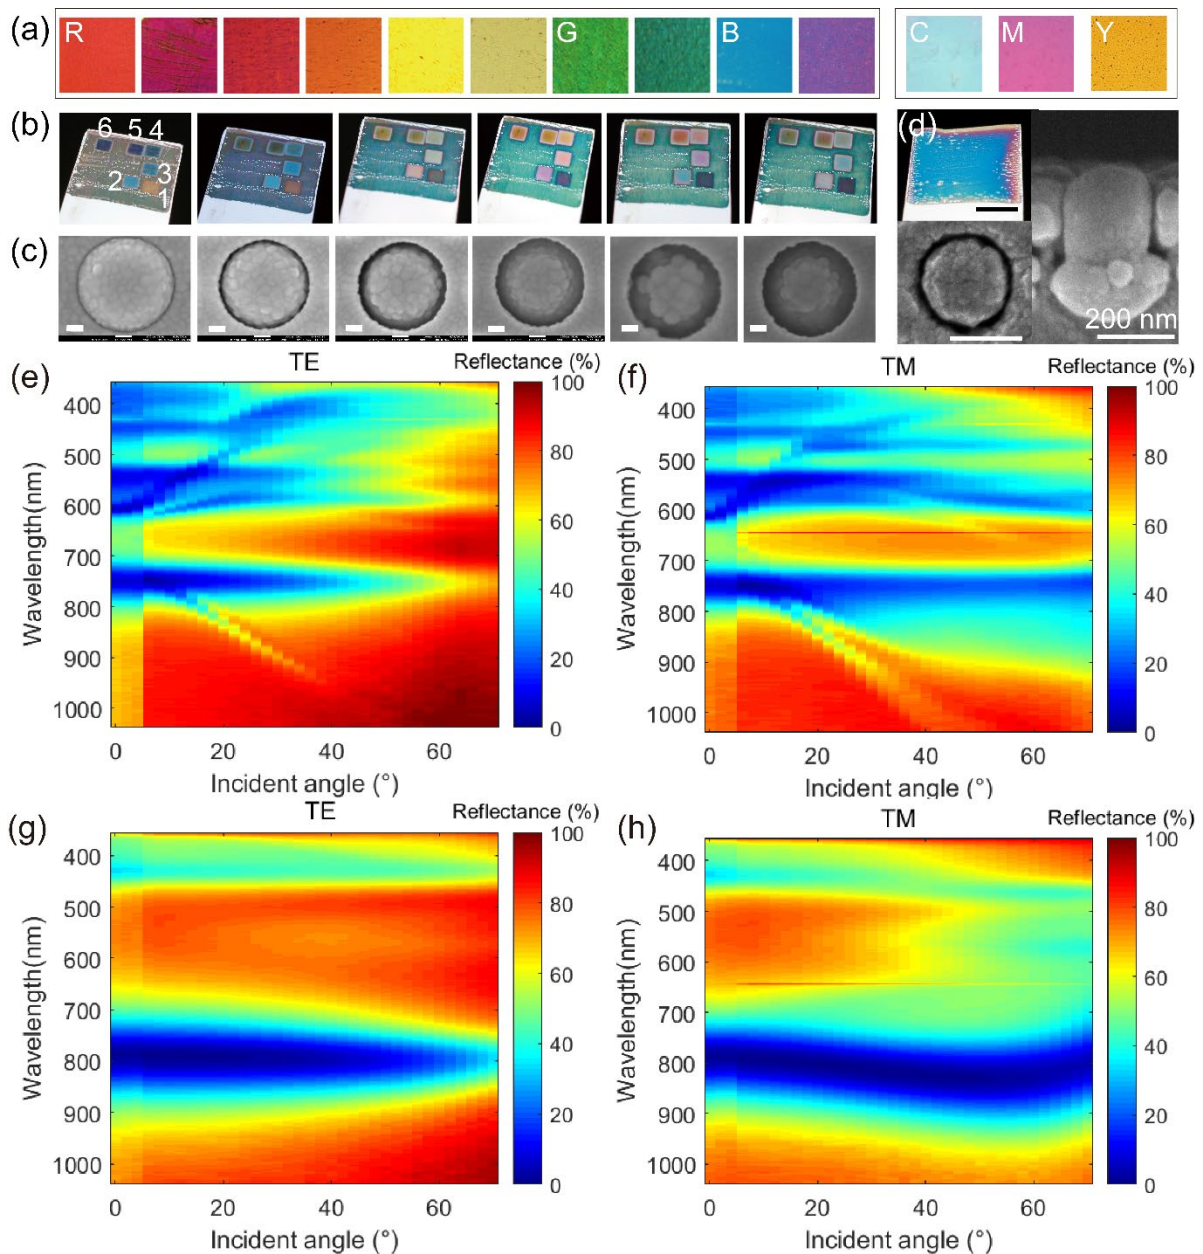 (a) R G B C M Y
(b) 6 5 4 3 2 1 (d)
(c) 200 nm
(e) TE Reflectance (%) (f) TM Reflectance (%)
100 100
400 400
80 80
500 500
600 60 600 60
700 700
800 40 800 40
900 20 900 20
1000 0 1000 0
Wavelength(nm) Wavelength(nm)
0 20 40 60 0 20 40 60
Incident angle (°) Incident angle (°)
(g) TE Reflectance (%) (h) TM Reflectance (%)
100 100
400 400
80 80
500 500
600 60 600 60
700 700
800 40 800 40
900 20 900 20
1000 0 1000 0
Wavelength(nm) Wavelength(nm)
0 20 40 60 0 20 40 60
Incident angle (°) Incident angle (°)